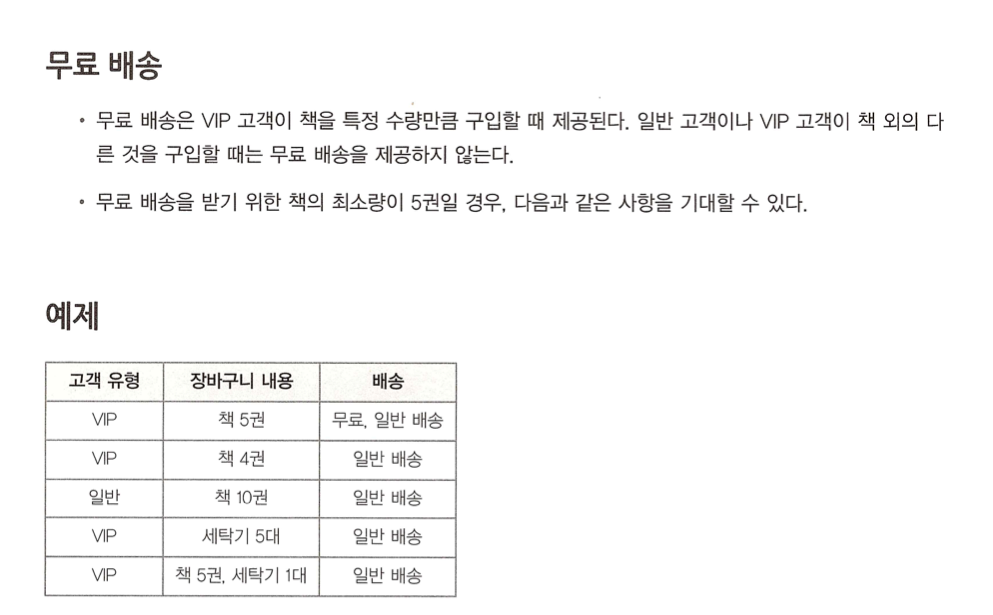 무료 배송
• 무료 배송은 VIP 고객이 책을 특정 수량만큼 구입할 때 제공된다. 일반 고객이나 VIP 고객이 책 외의 다
른 것을 구입할 때는 무료 배송을 제공하지 않는다.
• 무료 배송을 받기 위한 책의 최소량이 5권일 경우, 다음과 같은 사항을 기대할 수 있다.
예제
고객 유형 장바구니 내용 배송
VIP 책 5권 무료, 일반 배송
VIP 책 4권 일반 배송
일반 책 10권 일반 배송
VIP 세탁기 5대 일반 배송
VIP 책 5권, 세탁기 1대 일반 배송